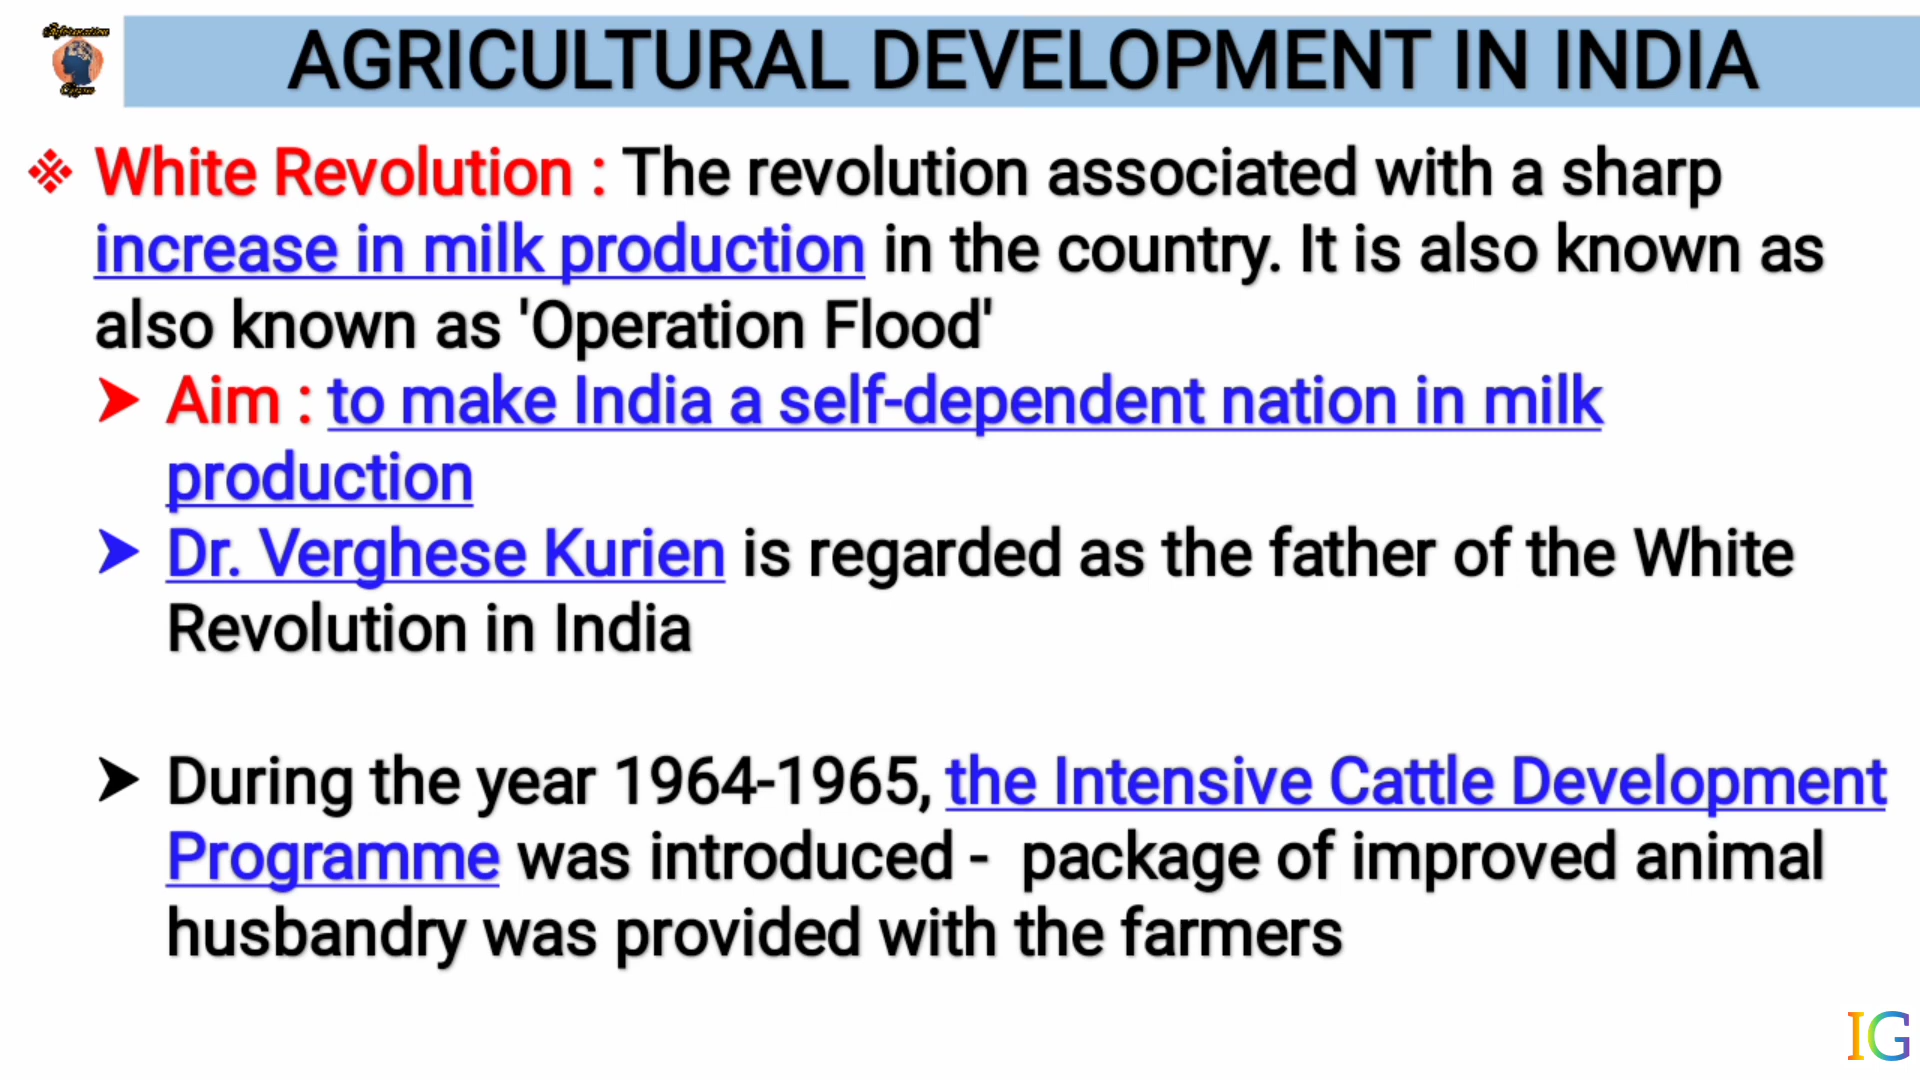 AGRICULTURAL DEVELOPMENT IN INDIA
White Revolution : The revolution associated with a sharp
increase in milk production in the country. It is also known as
also known as 'Operation Flood'
Aim : to make India a self-dependent nation in milk
production
Dr. Verghese Kurien is regarded as the father of the White
Revolution in India
During the year 1964-1965, the Intensive Cattle Development
Programme was introduced - package of improved animal
husbandry was provided with the farmers
IG